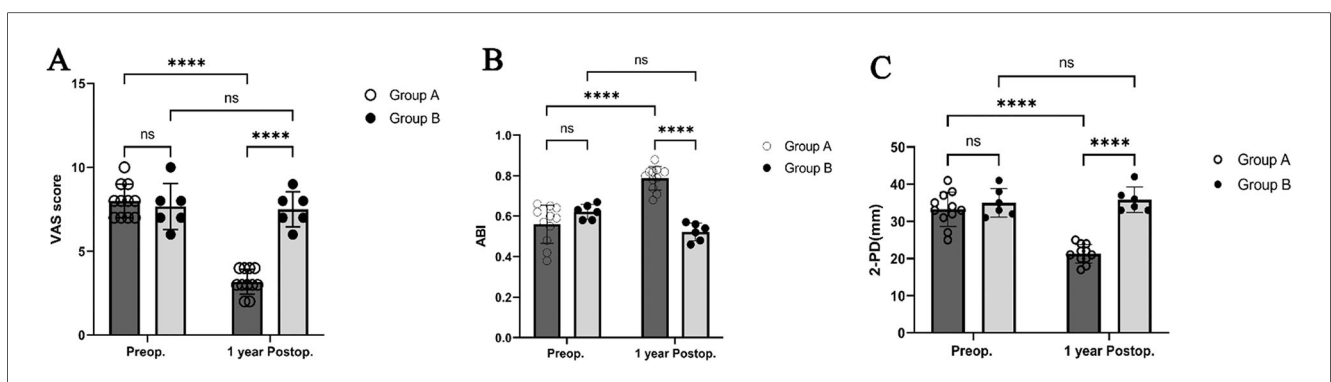 A
****
ns
ns
****
15
10
5
0
VAS score
Preop.
1 year Postop.
Group A
Group B
B
ns
****
ns
****
1.0
0.8
0.6
0.4
0.2
0.0
ABI
Preop.
1 year Postop.
Group A
Group B
C
ns
****
ns
****
50
40
30
20
10
0
2-PD(mm)
Preop.
1 year Postop.
Group A
Group B